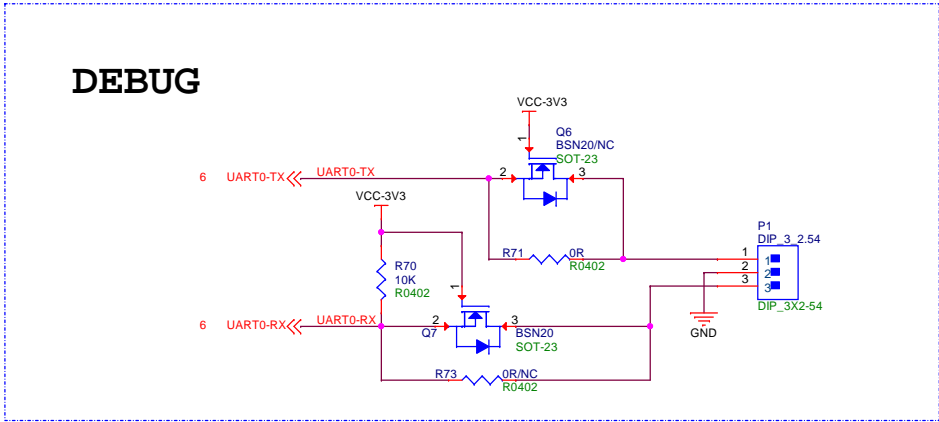 DEBUG
VCC-3V3
1
Q6
BSN20/NC
SOT-23
6 UART0-TX UART0-TX 2 3
VCC-3V3
P1
DIP_3_2.54
R71 0R
R0402
1 1
2 2
3 3
DIP_3X2-54
R70
10K
R0402
1
GND
6 UART0-RX UART0-RX 2 3
Q7 BSN20
SOT-23
R73 0R/NC
R0402